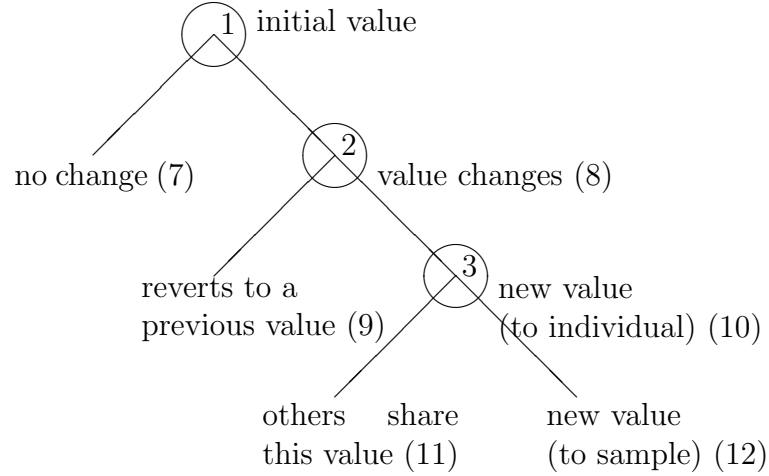 1 initial value
2
no change (7)
value changes (8)
3
reverts to a
previous value (9)
new value
(to individual) (10)
others share
this value (11)
new value
(to sample) (12)